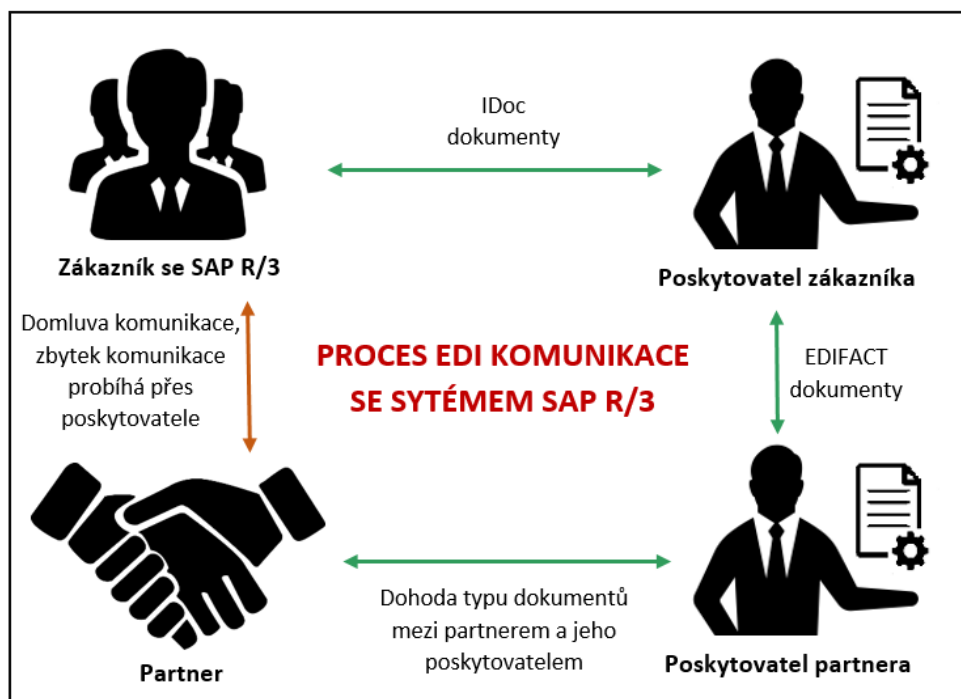 IDoc
dokumenty
Zákazník se SAP R/3
Poskytovatel zákazníka
Domluva komunikace,
zbytek komunikace
probíhá přes
poskytovatele
PROCES EDI KOMUNIKACE
SE SYTÉMEM SAP R/3
EDIFACT
dokumenty
Dohoda typu dokumentů
mezi partnerem a jeho
poskytovatelem
Partner
Poskytovatel partnera